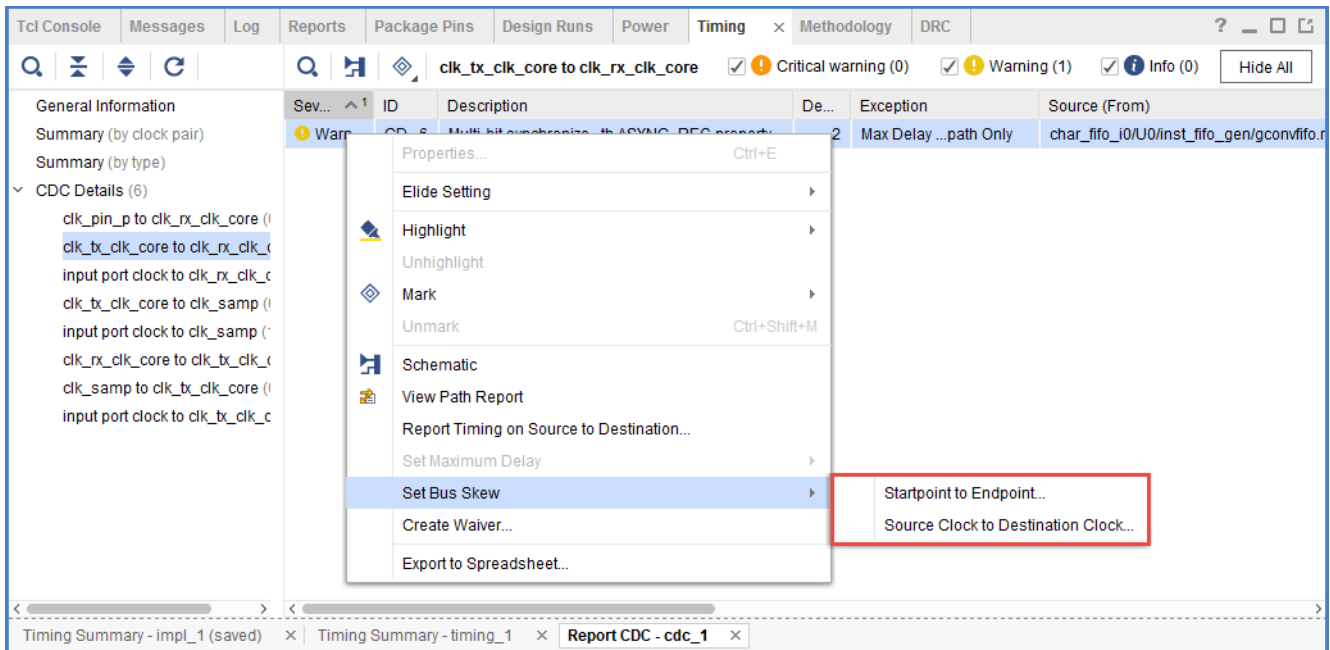 Tcl Console Messages Log Reports Package Pins Design Runs Power Timing × Methodology DRC ?
clk_tx_clk_core to clk_rx_clk_core Critical warning (0) Warning (1) Info (0) Hide All
General Information
Summary (by clock pair)
Summary (by type)
CDC Details (6)
clk_pin_p to clk_rx_clk_core (
clk_tx_clk_core to clk_rx_clk_
input port clock to clk_rx_clk_
clk_tx_clk_core to clk_samp (
input port clock to clk_samp (
clk_rx_clk_core to clk_tx_clk_
clk_samp to clk_tx_clk_core (
input port clock to clk_tx_clk_c
Sev... 1 ID Description De... Exception Source (From)
Warn 2 Max Delay ...path Only char_fifo_i0/U0/inst_fifo_gen/gconvfifo.r
Properties... Ctrl+E
Elide Setting
Highlight
Unhighlight
Mark
Unmark Ctrl+Shift+M
Schematic
View Path Report
Report Timing on Source to Destination...
Set Maximum Delay
Set Bus Skew
Create Waiver...
Export to Spreadsheet...
Startpoint to Endpoint...
Source Clock to Destination Clock...
Timing Summary - impl_1 (saved) × Timing Summary - timing_1 × Report CDC - cdc_1 ×